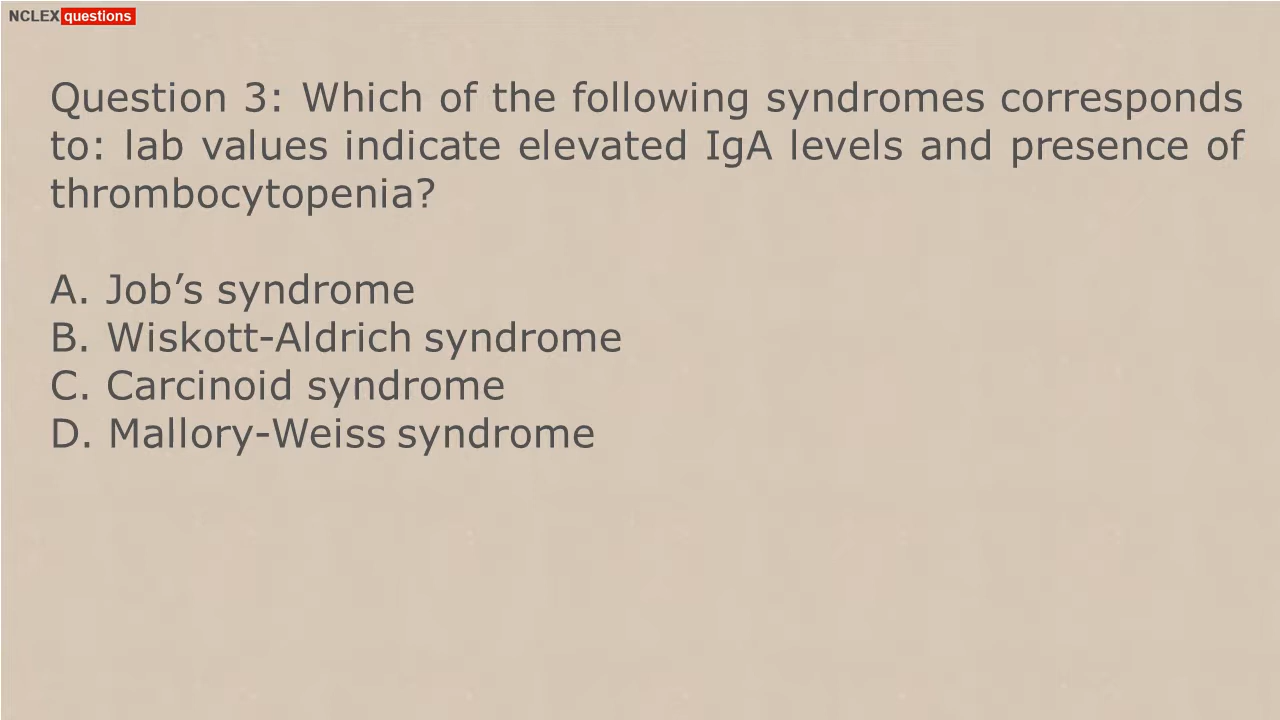 NCLEX questions
Question 3: Which of the following syndromes corresponds
to: lab values indicate elevated IgA levels and presence of
thrombocytopenia?
A. Job’s syndrome
B. Wiskott-Aldrich syndrome
C. Carcinoid syndrome
D. Mallory-Weiss syndrome